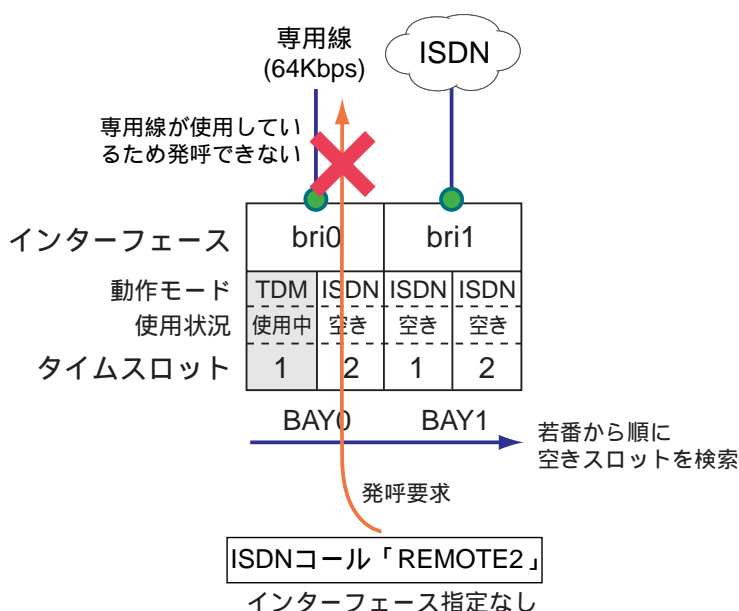 専用線
(64Kbps)
ISDN
専用線が使用してい
るため発呼できない
インターフェース bri0 bri1
動作モード TDM ISDN ISDN ISDN
使用状況 使用中 空き 空き 空き
タイムスロット 1 2 1 2
BAY0 BAY1
若番から順に
空きスロットを検索
発呼要求
ISDNコール「REMOTE2」
インターフェース指定なし